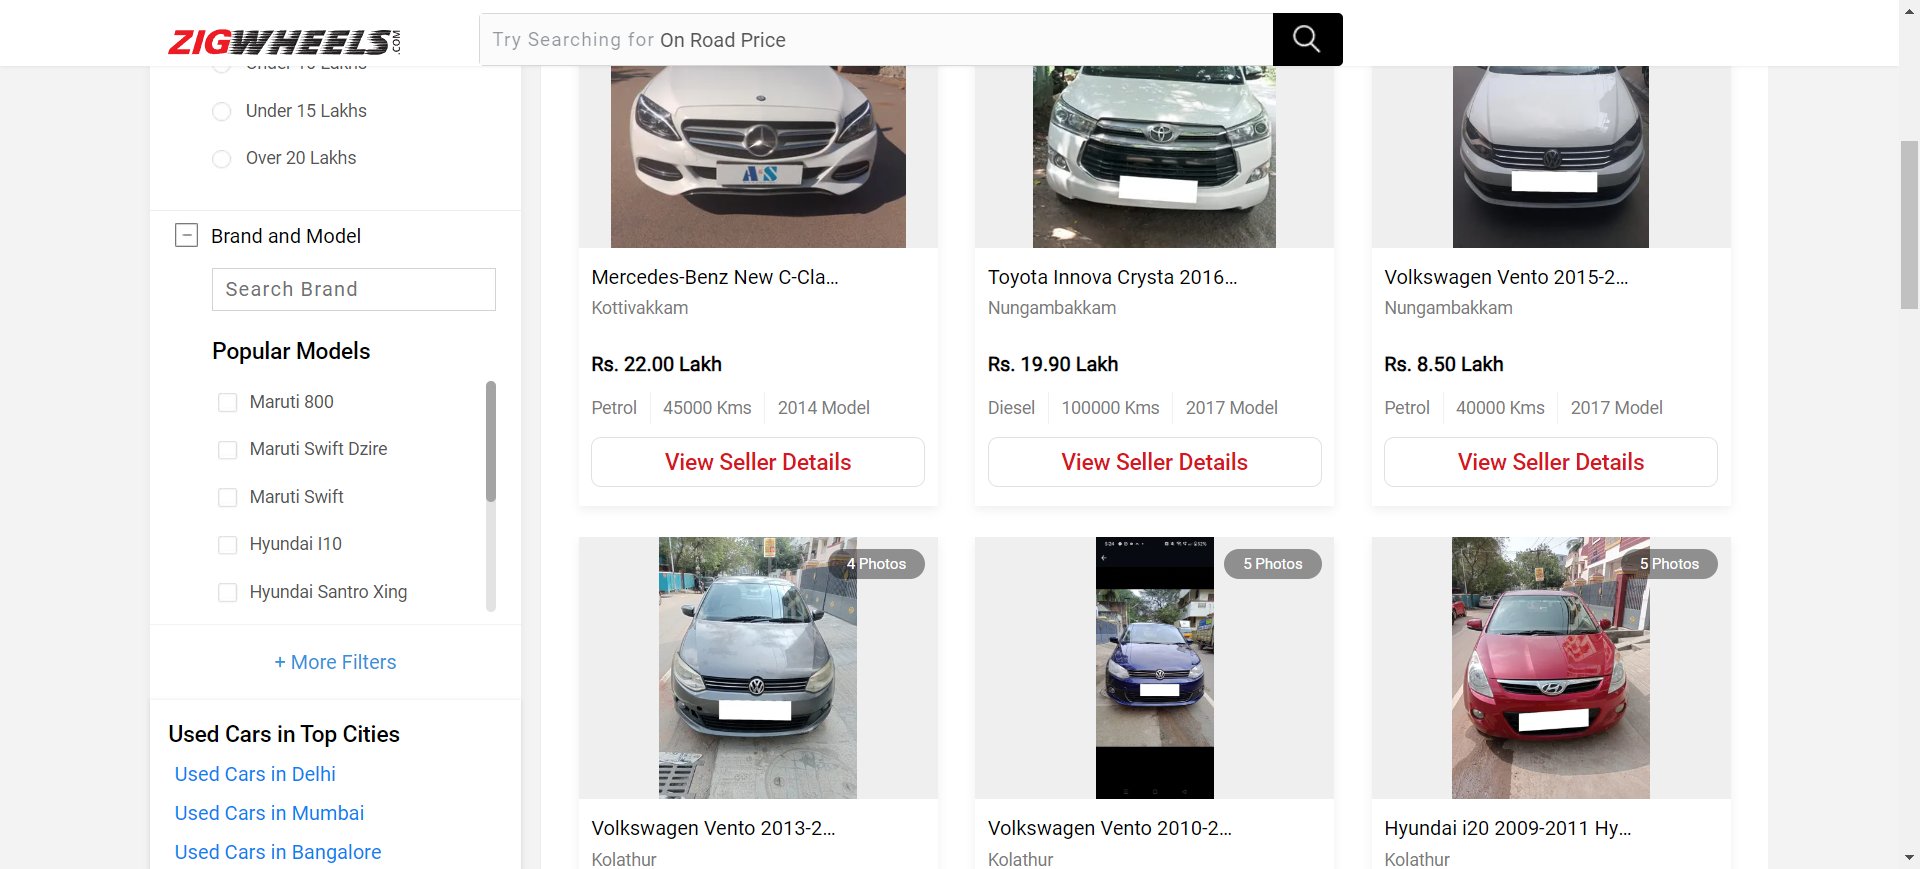 ZIGWHEELS.COM
Try Searching for On Road Price
Under 15 Lakhs
Over 20 Lakhs
Brand and Model
Search Brand
Popular Models
Maruti 800
Maruti Swift Dzire
Maruti Swift
Hyundai I10
Hyundai Santro Xing
+ More Filters
Used Cars in Top Cities
Used Cars in Delhi
Used Cars in Mumbai
Used Cars in Bangalore
A S
Mercedes-Benz New C-Cla...
Kottivakkam
Rs. 22.00 Lakh
Petrol 45000 Kms 2014 Model
View Seller Details
Toyota Innova Crysta 2016...
Nungambakkam
Rs. 19.90 Lakh
Diesel 100000 Kms 2017 Model
View Seller Details
Volkswagen Vento 2015-2...
Nungambakkam
Rs. 8.50 Lakh
Petrol 40000 Kms 2017 Model
View Seller Details
4 Photos
Volkswagen Vento 2013-2...
Kolathur
5 Photos
Volkswagen Vento 2010-2...
Kolathur
5 Photos
Hyundai i20 2009-2011 Hy...
Kolathur